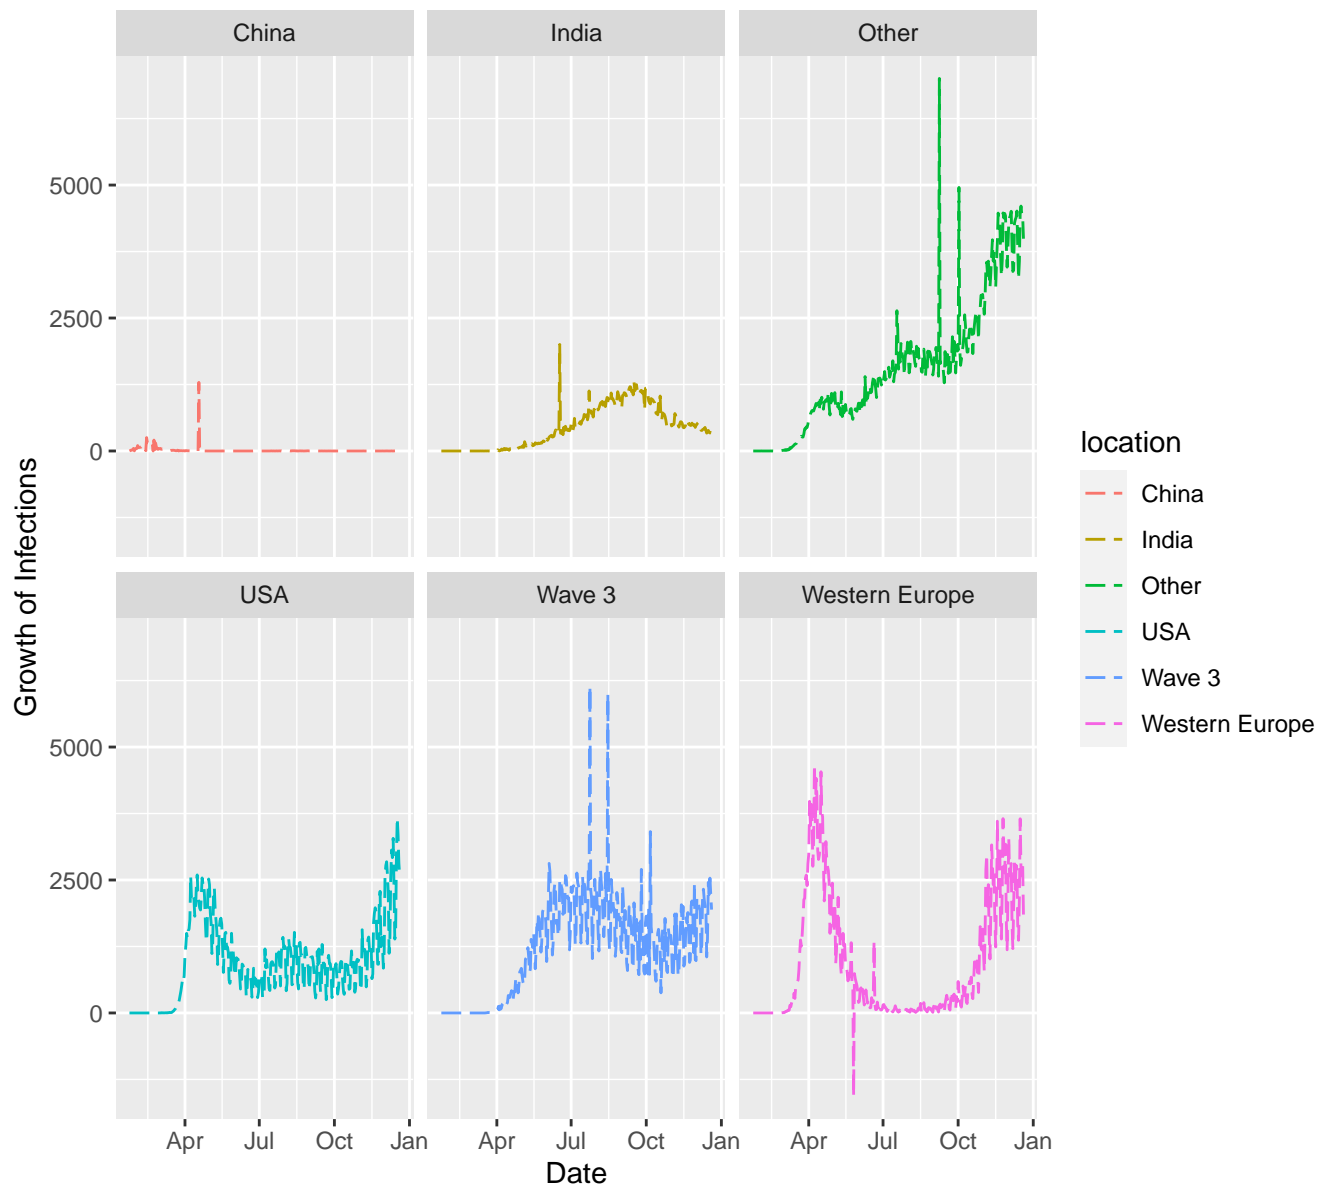 China
India
Other
5000
2500
0
USA
Wave 3
Western Europe
5000
2500
0
Growth of Infections
Apr Jul Oct Jan
Apr Jul Oct Jan
Apr Jul Oct Jan
Date
location
China
India
Other
USA
Wave 3
Western Europe